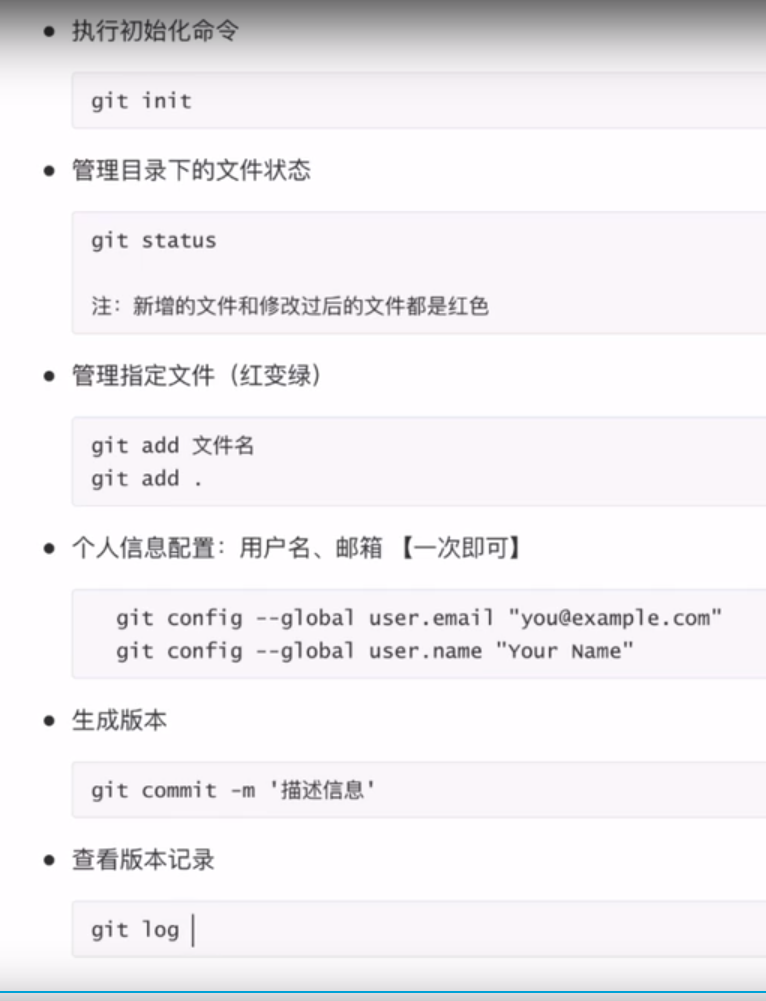 执行初始化命令
git init
管理目录下的文件状态
git status
注：新增的文件和修改过后的文件都是红色
管理指定文件（红变绿）
git add 文件名
git add .
个人信息配置：用户名、邮箱 【一次即可】
git config --global user.email "you@example.com"
git config --global user.name "Your Name"
生成版本
git commit -m '描述信息'
查看版本记录
git log